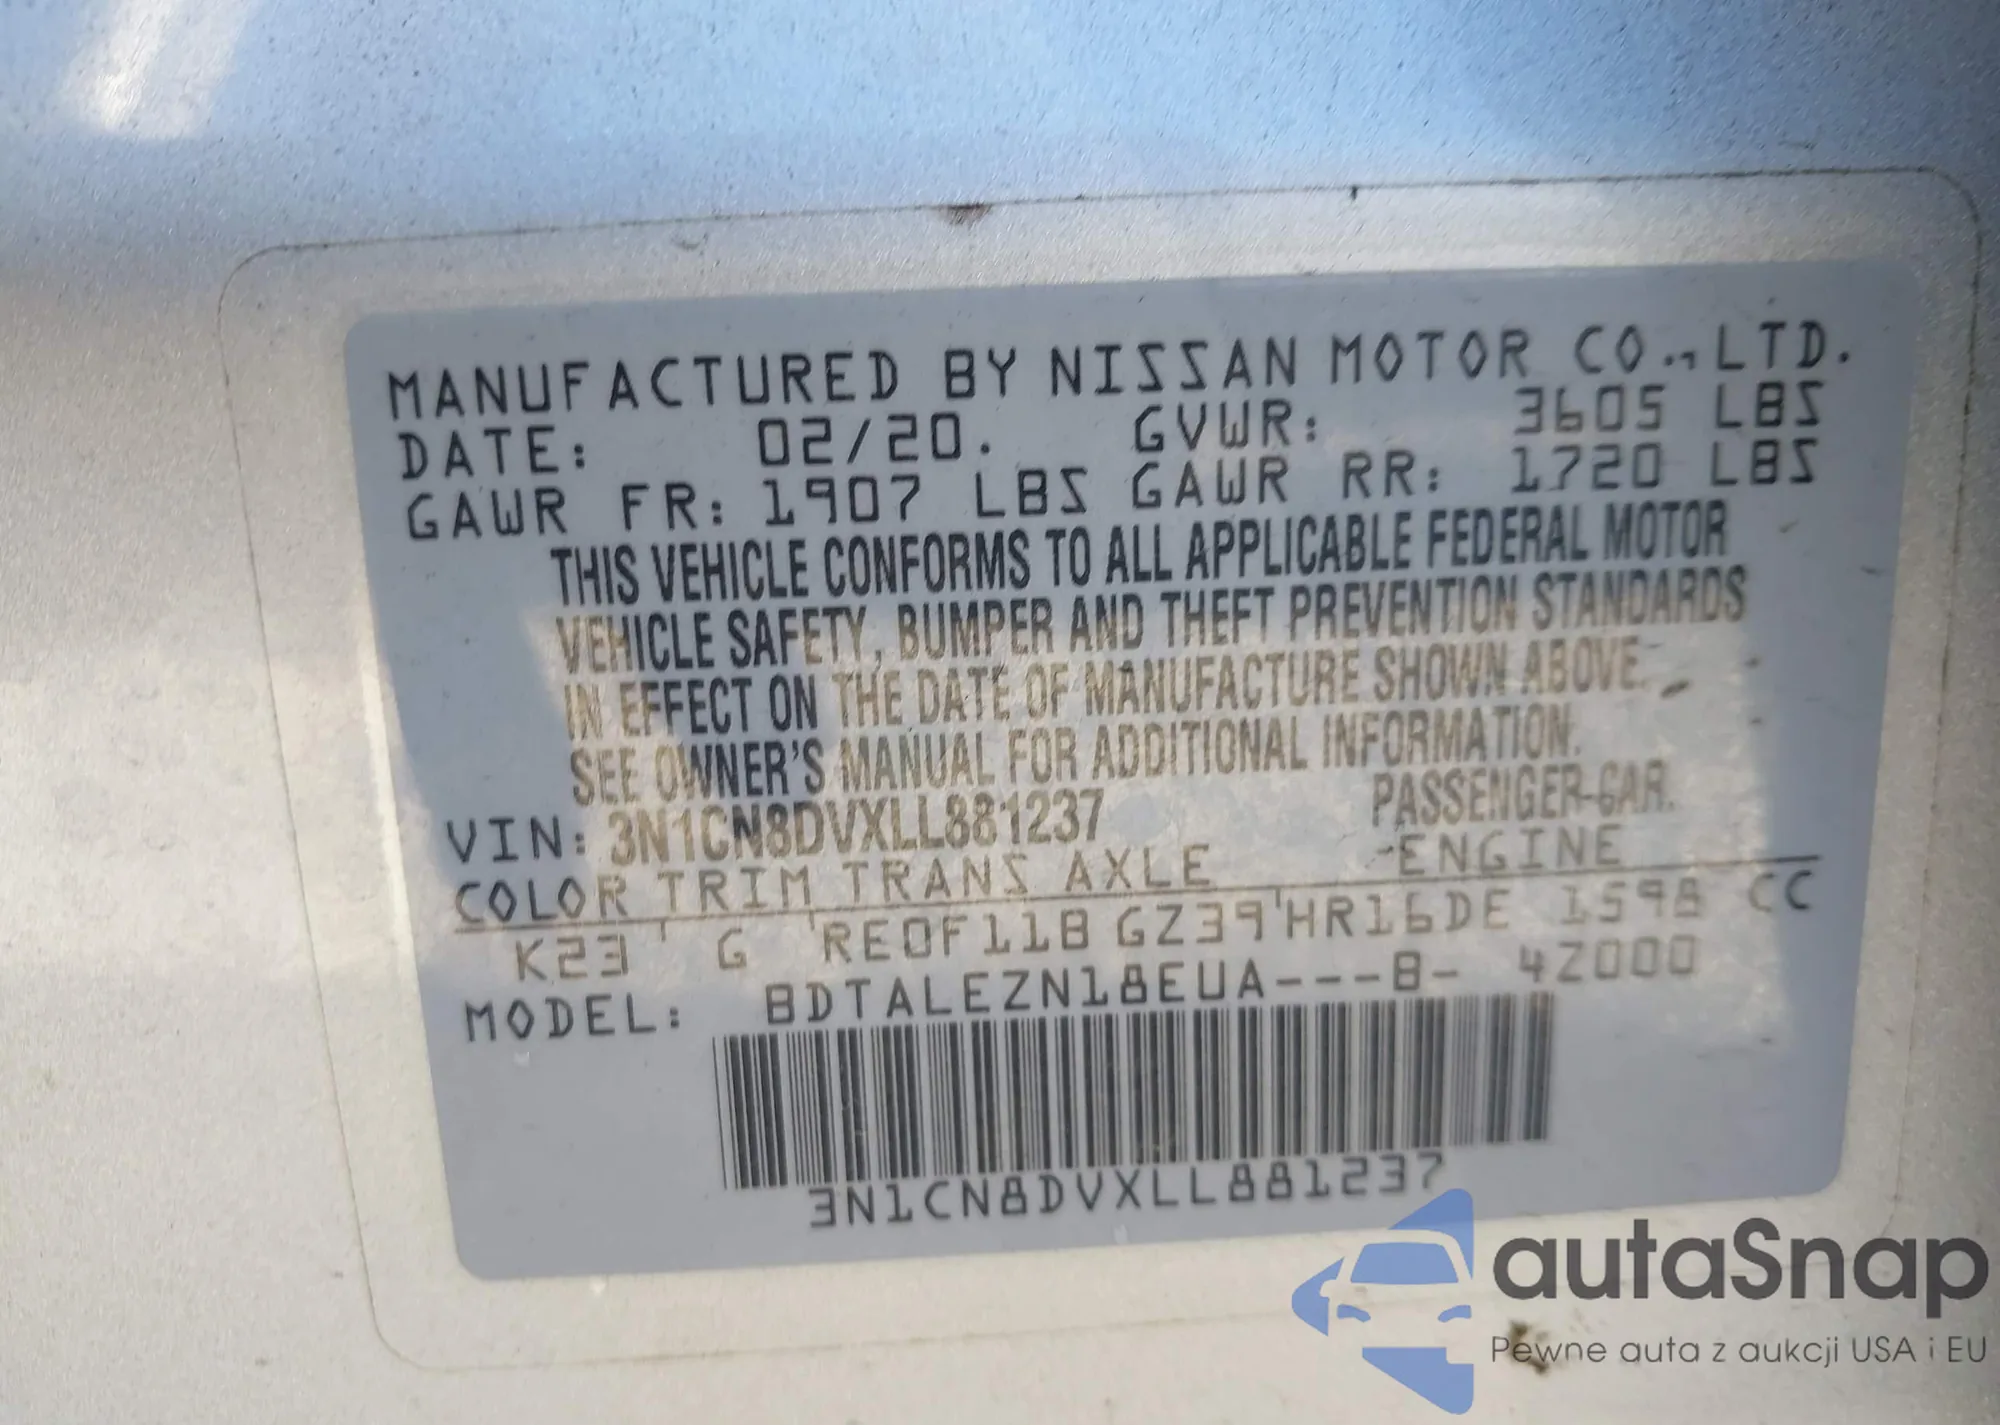 MANUFACTURED BY NISSAN MOTOR CO., LTD.
DATE: 02/20. GVWR: 3605 LBS
GAWR FR: 1907 LBS GAWR RR: 1720 LBS
THIS VEHICLE CONFORMS TO ALL APPLICABLE FEDERAL MOTOR
VEHICLE SAFETY, BUMPER AND THEFT PREVENTION STANDARDS
IN EFFECT ON THE DATE OF MANUFACTURE SHOWN ABOVE.
SEE OWNER'S MANUAL FOR ADDITIONAL INFORMATION.
VIN: 3N1CN8DVXLL881237 PASSENGER CAR.
COLOR TRIM TRANS AXLE ENGINE
K23 G RE0F11B GZ39 HR16DE 1598 CC
MODEL: BDTALEZN18EUA---B- 4Z000
3N1CN8DVXLL881237
autaSnap
Pewne auta z aukcji USA i EU